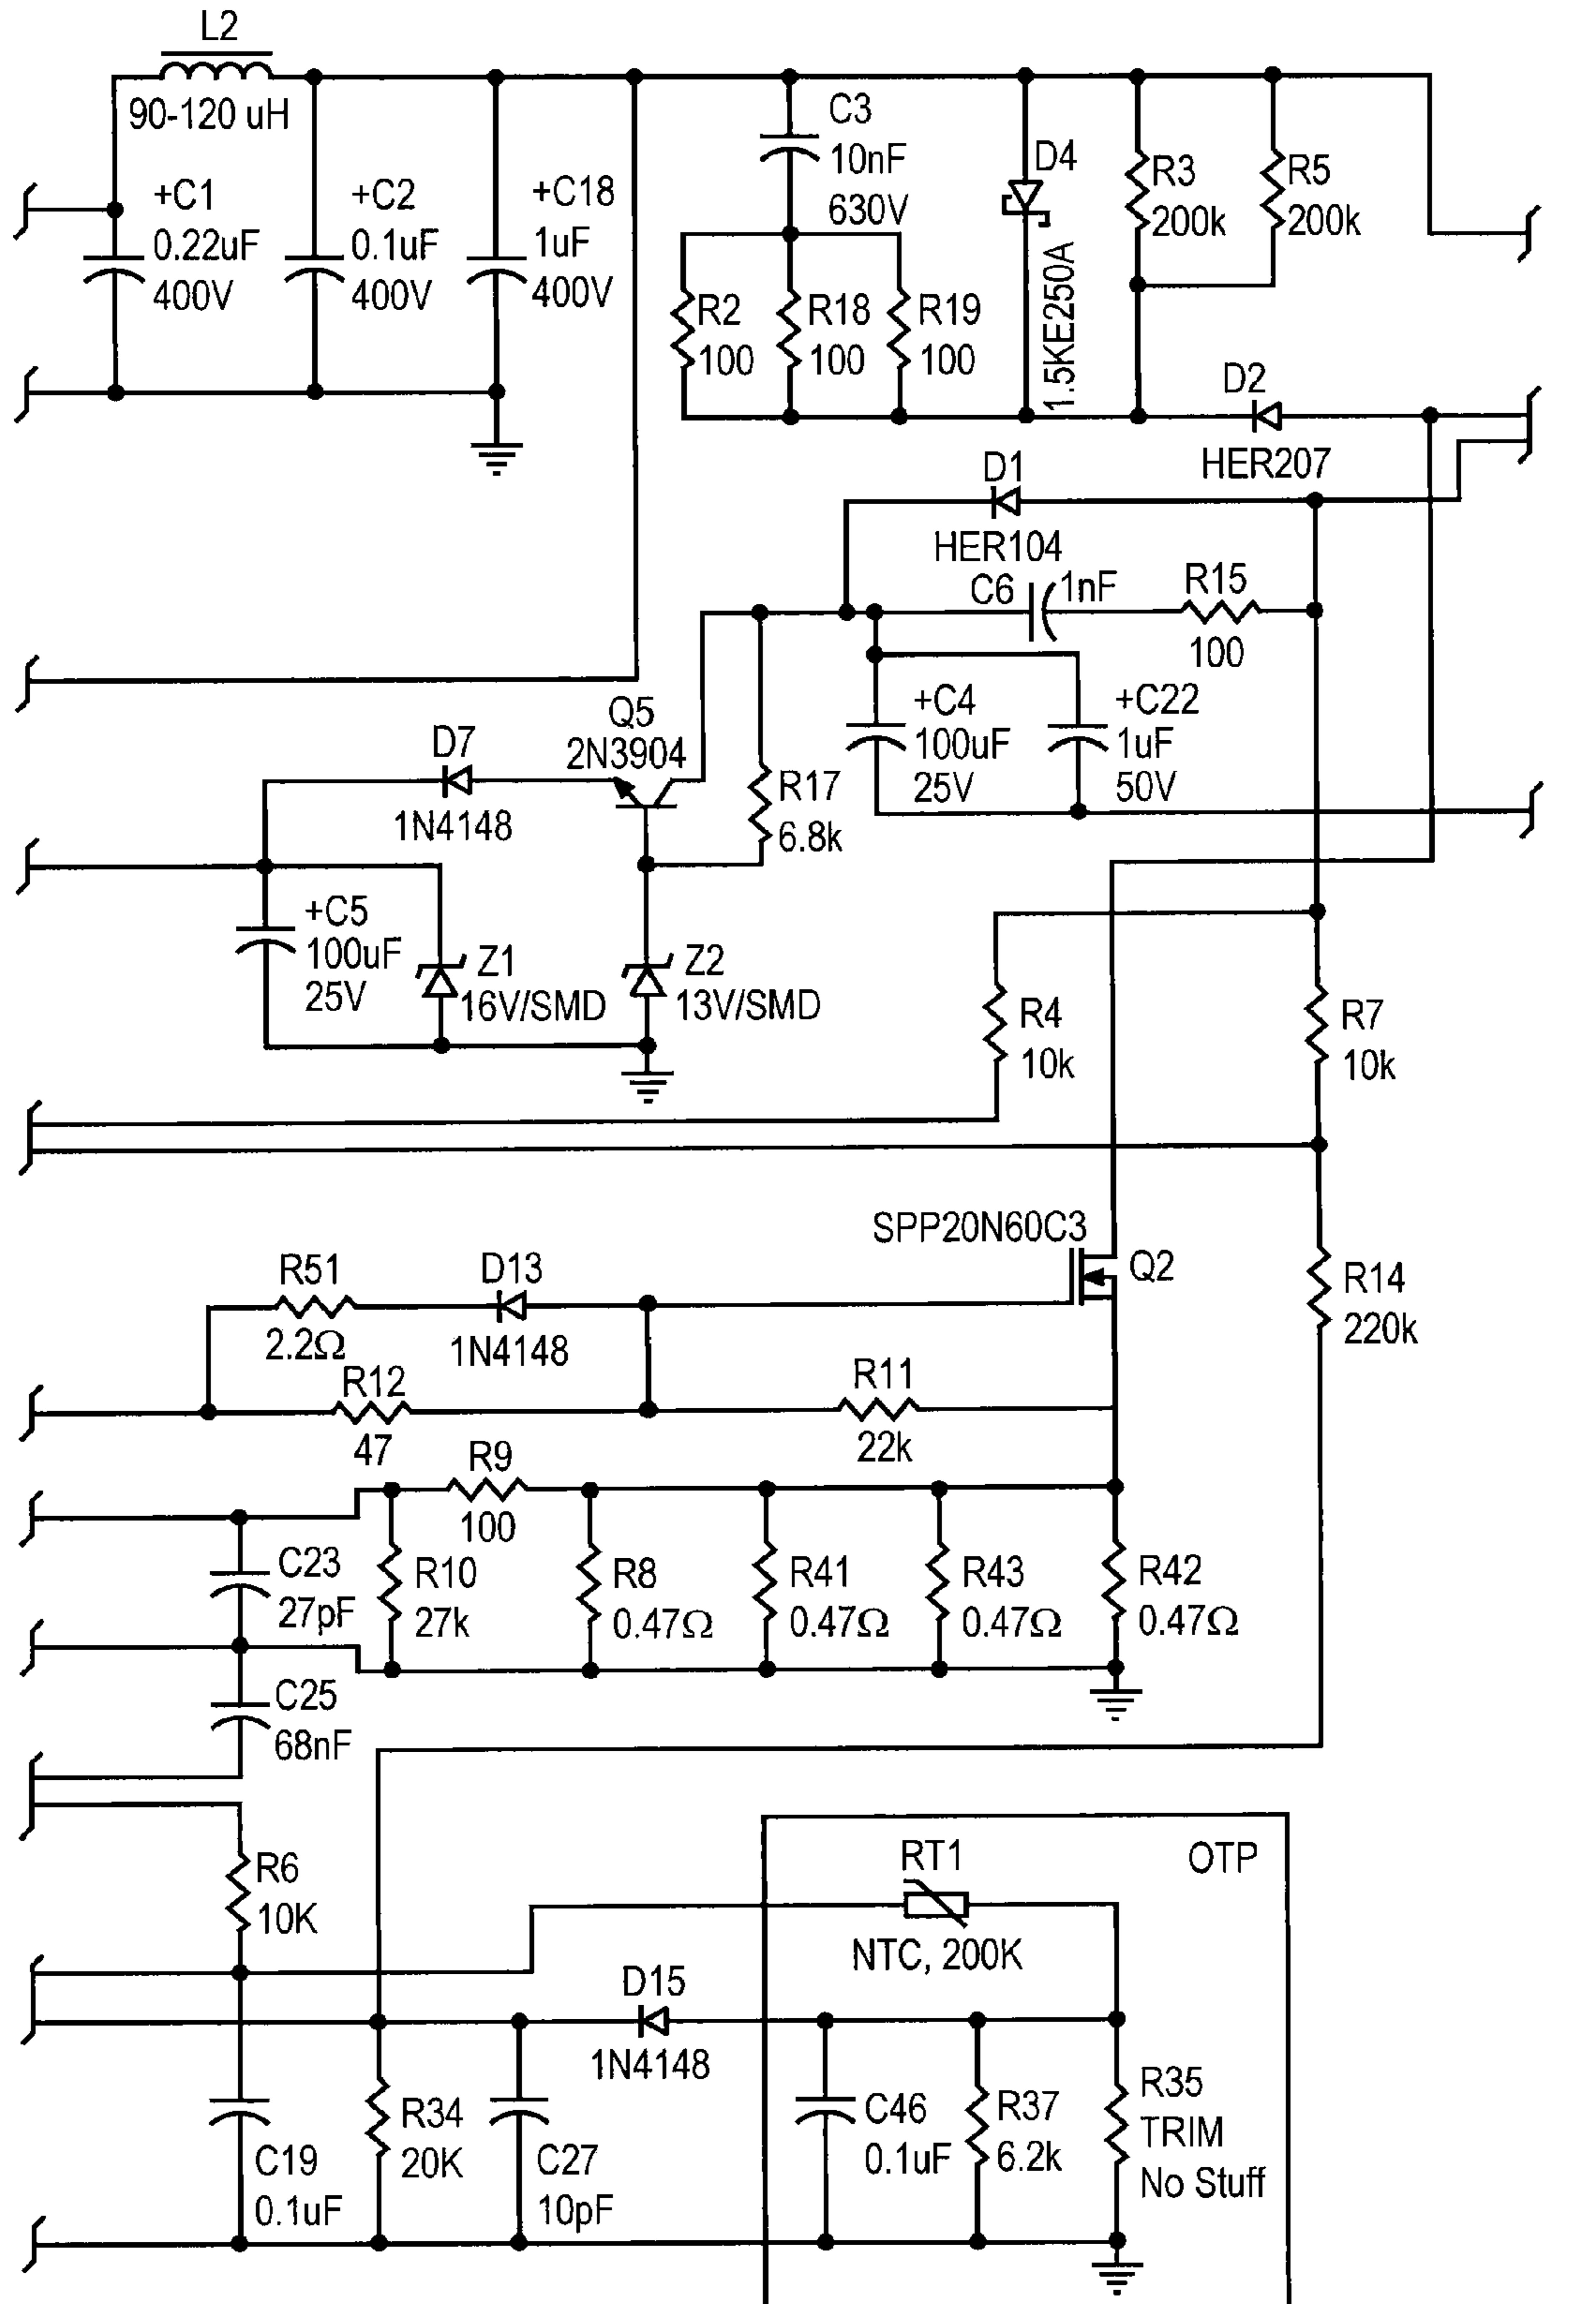 L2
90-120 uH
+C1
0.22uF
400V
+C2
0.1uF
400V
+C18
1uF
400V
C3
10nF
630V
D4
1.5KE250A
R3
200k
R5
200k
R2
100
R18
100
R19
100
D2
HER207
D1
HER104
C6
1nF
R15
100
+C4
100uF
25V
+C22
1uF
50V
Q5
2N3904
D7
1N4148
R17
6.8k
+C5
100uF
25V
Z1
16V/SMD
Z2
13V/SMD
R4
10k
R7
10k
SPP20N60C3
Q2
R14
220k
R51
2.2Ω
D13
1N4148
R12
47
R11
22k
R9
100
C23
27pF
R10
27k
R8
0.47Ω
R41
0.47Ω
R43
0.47Ω
R42
0.47Ω
C25
68nF
R6
10K
RT1
NTC, 200K
OTP
D15
1N4148
C19
0.1uF
R34
20K
C27
10pF
C46
0.1uF
R37
6.2k
R35
TRIM
No Stuff